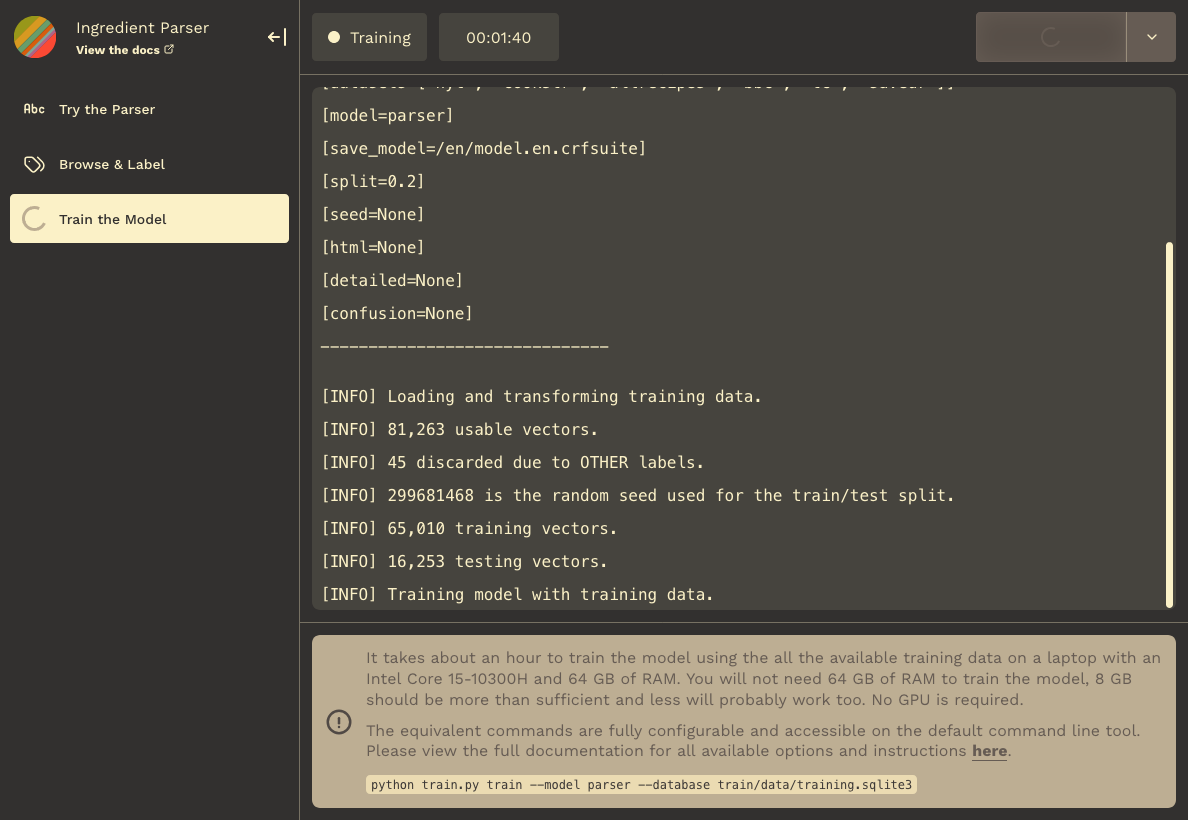 Ingredient Parser
View the docs
Training
00:01:40
Abc
Try the Parser
Browse & Label
Train the Model
[model=parser]
[save_model=/en/model.en.crfsuite]
[split=0.2]
[seed=None]
[html=None]
[detailed=None]
[confusion=None]
------------------------------
[INFO] Loading and transforming training data.
[INFO] 81,263 usable vectors.
[INFO] 45 discarded due to OTHER labels.
[INFO] 299681468 is the random seed used for the train/test split.
[INFO] 65,010 training vectors.
[INFO] 16,253 testing vectors.
[INFO] Training model with training data.
It takes about an hour to train the model using the all the available training data on a laptop with an
Intel Core 15-10300H and 64 GB of RAM. You will not need 64 GB of RAM to train the model, 8 GB
should be more than sufficient and less will probably work too. No GPU is required.
The equivalent commands are fully configurable and accessible on the default command line tool.
Please view the full documentation for all available options and instructions here.
python train.py train --model parser --database train/data/training.sqlite3